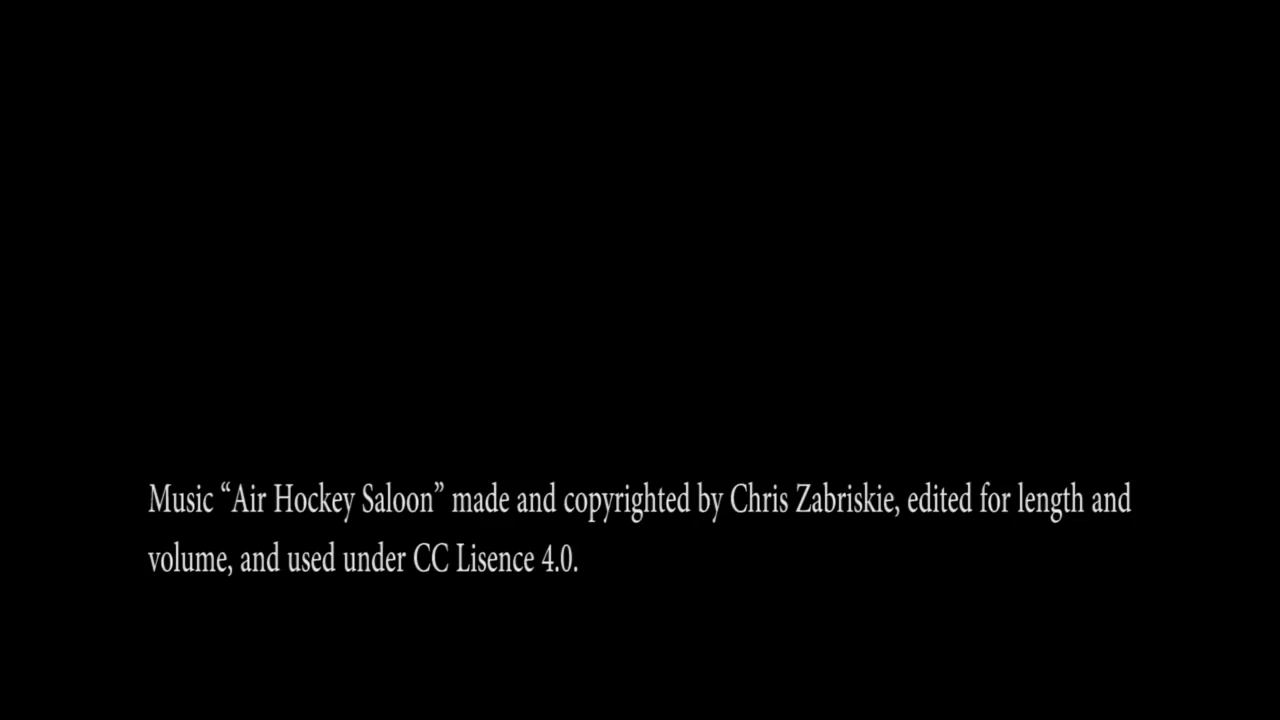 Music “Air Hockey Saloon” made and copyrighted by Chris Zabriskie, edited for length and
volume, and used under CC Lisence 4.0.